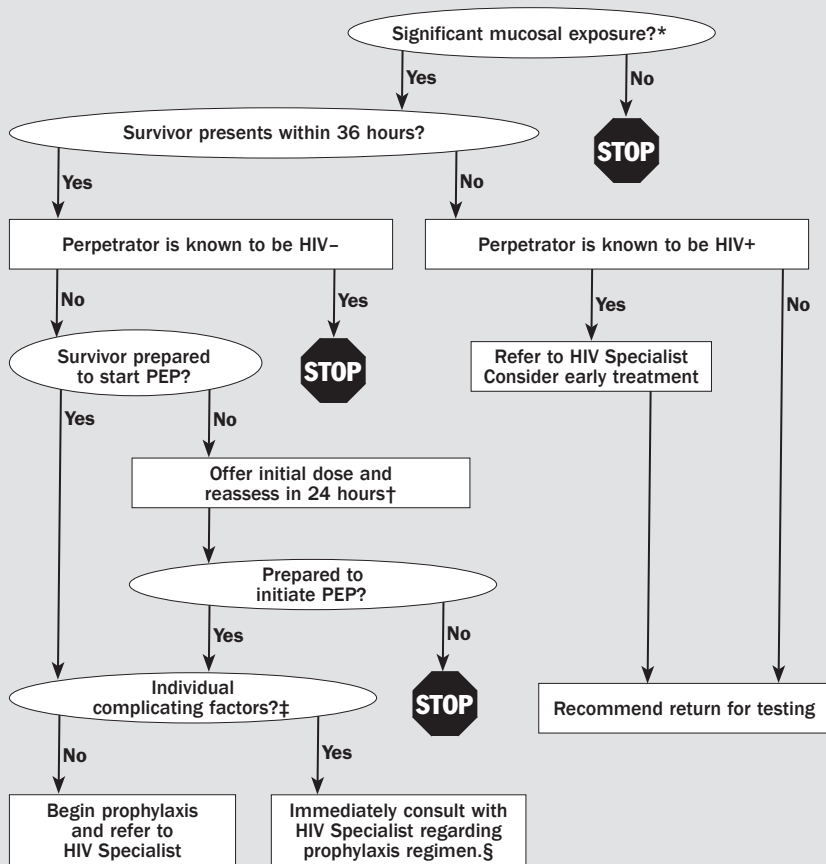 Significant mucosal exposure?*
Yes
No
Survivor presents within 36 hours?
STOP
Yes
No
Perpetrator is known to be HIV–
Perpetrator is known to be HIV+
No
Yes
Yes
No
Survivor prepared
to start PEP?
STOP
Refer to HIV Specialist
Consider early treatment
Yes
No
Offer initial dose and
reassess in 24 hours†
Prepared to
initiate PEP?
Yes
No
Individual
complicating factors?‡
STOP
Recommend return for testing
No
Yes
Begin prophylaxis
and refer to
HIV Specialist
Immediately consult with
HIV Specialist regarding
prophylaxis regimen.§